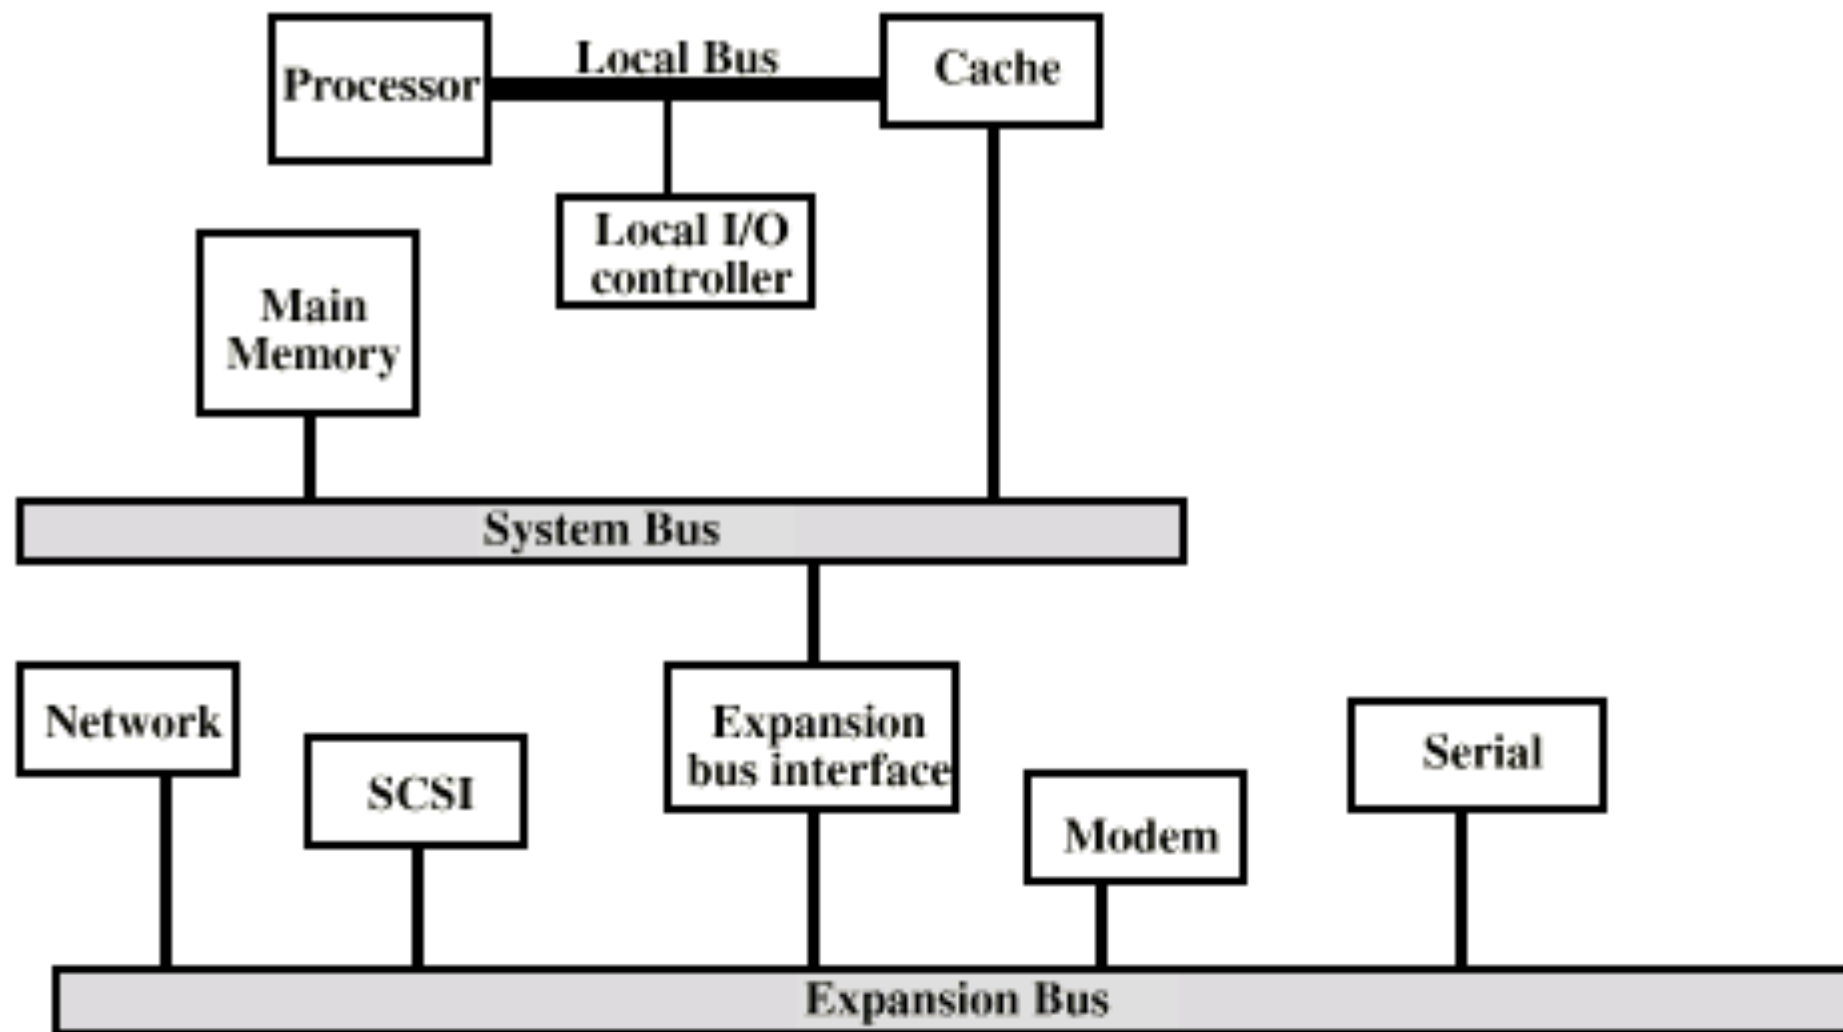 Local Bus
Processor
Cache
Local I/O
controller
Main
Memory
System Bus
Network
Expansion
bus interface
SCSI
Serial
Modem
Expansion Bus